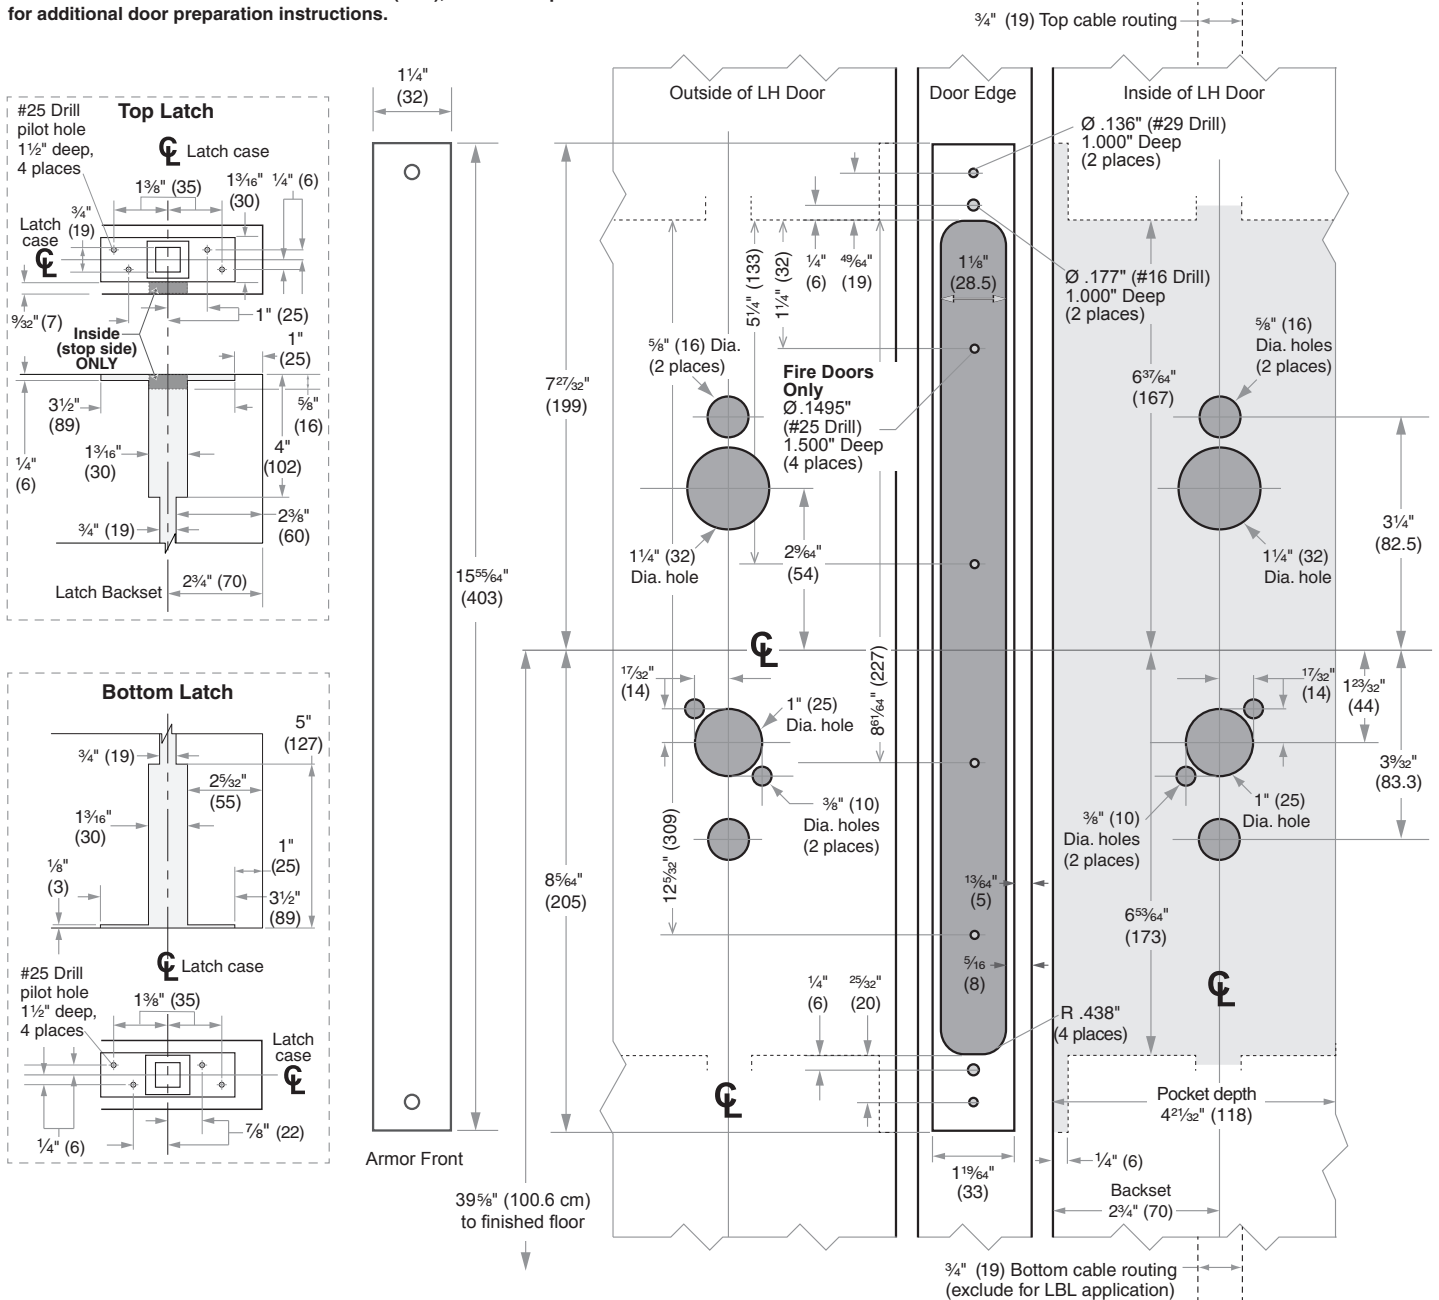 for additional door preparation instructions.
¾" (19) Top cable routing
Top Latch
#25 Drill
pilot hole
1½" deep,
4 places
℄ Latch case
1⅜" (35)
1³⁄₁₆"
(30)
¼" (6)
¾"
(19)
Latch
case
℄
⁹⁄₃₂" (7)
1" (25)
Inside
(stop side)
ONLY
1"
(25)
3½"
(89)
⅝"
(16)
¼"
(6)
1³⁄₁₆"
(30)
4"
(102)
¾" (19)
2⅜"
(60)
Latch Backset
2¾" (70)
Bottom Latch
5"
(127)
¾" (19)
2⁵⁄₃₂"
(55)
1³⁄₁₆"
(30)
1"
(25)
⅛"
(3)
3½"
(89)
℄ Latch case
#25 Drill
pilot hole
1½" deep,
4 places
1⅜" (35)
Latch
case
℄
¼" (6)
⅞" (22)
1¼"
(32)
15⁵⁵⁄₆₄"
(403)
Armor Front
39⅝" (100.6 cm)
to finished floor
Outside of LH Door
7²⁷⁄₃₂"
(199)
8⁵⁄₆₄"
(205)
5¼" (133)
1¼" (32)
¼"
(6)
⁴⁹⁄₆₄"
(19)
⅝" (16) Dia.
(2 places)
Fire Doors
Only
Ø .1495"
(#25 Drill)
1.500" Deep
(4 places)
1¼" (32)
Dia. hole
2⁹⁄₆₄"
(54)
℄
¹⁷⁄₃₂"
(14)
1" (25)
Dia. hole
8⁶¹⁄₆₄" (227)
⅜" (10)
Dia. holes
(2 places)
12⁵⁄₃₂" (309)
¼"
(6)
²⁵⁄₃₂"
(20)
℄
Door Edge
1⅛"
(28.5)
¹³⁄₆₄"
(5)
⁵⁄₁₆
(8)
1¹⁹⁄₆₄"
(33)
Inside of LH Door
Ø .136" (#29 Drill)
1.000" Deep
(2 places)
Ø .177" (#16 Drill)
1.000" Deep
(2 places)
⅝" (16)
Dia. holes
(2 places)
6³⁷⁄₆₄"
(167)
3¼"
(82.5)
1¼" (32)
Dia. hole
¹⁷⁄₃₂"
(14)
1²³⁄₃₂"
(44)
3⁹⁄₃₂"
(83.3)
1" (25)
Dia. hole
⅜" (10)
Dia. holes
(2 places)
6⁵³⁄₆₄"
(173)
℄
R .438"
(4 places)
Pocket depth
4²¹⁄₃₂" (118)
¼" (6)
Backset
2¾" (70)
¾" (19) Bottom cable routing
(exclude for LBL application)